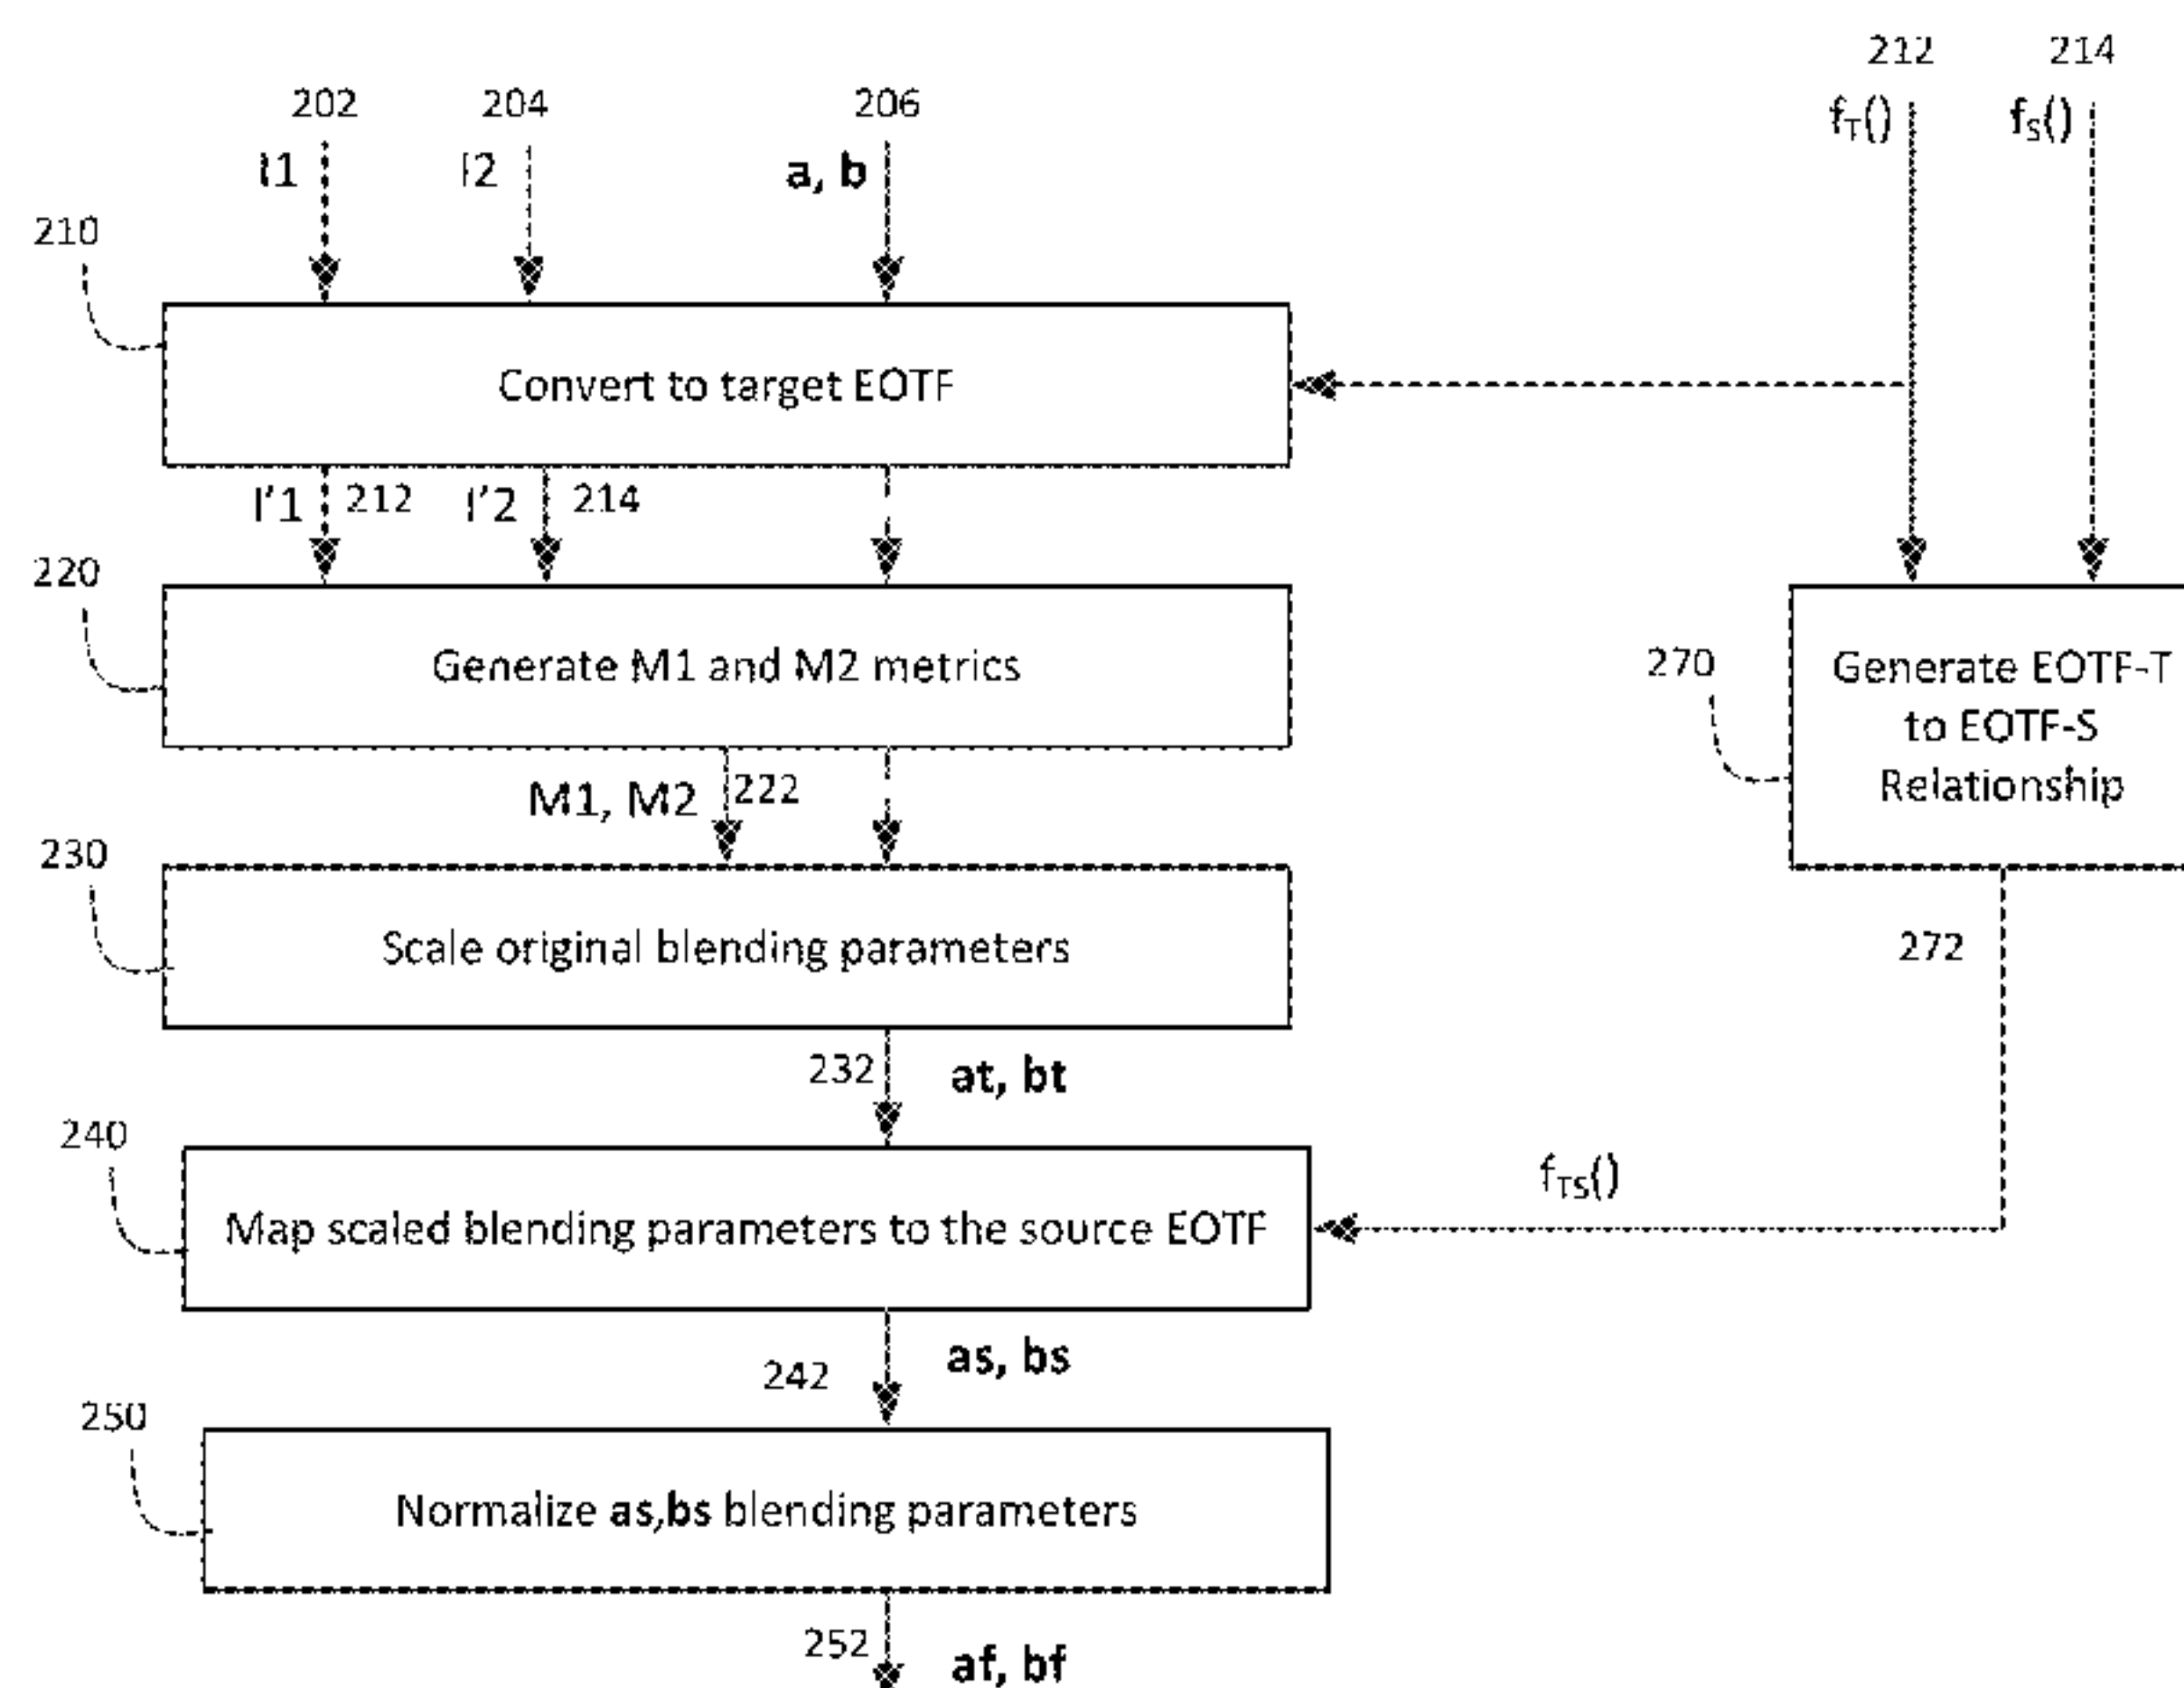 212 214
202 204 206 fT() fS()
I1 I2 a, b
210
Convert to target EOTF
I'1 212 I'2 214
220
Generate M1 and M2 metrics
270
Generate EOTF-T
to EOTF-S
Relationship
M1, M2 222
230
Scale original blending parameters
272
232 at, bt
240
fTS()
Map scaled blending parameters to the source EOTF
242 as, bs
250
Normalize as,bs blending parameters
252 af, bf